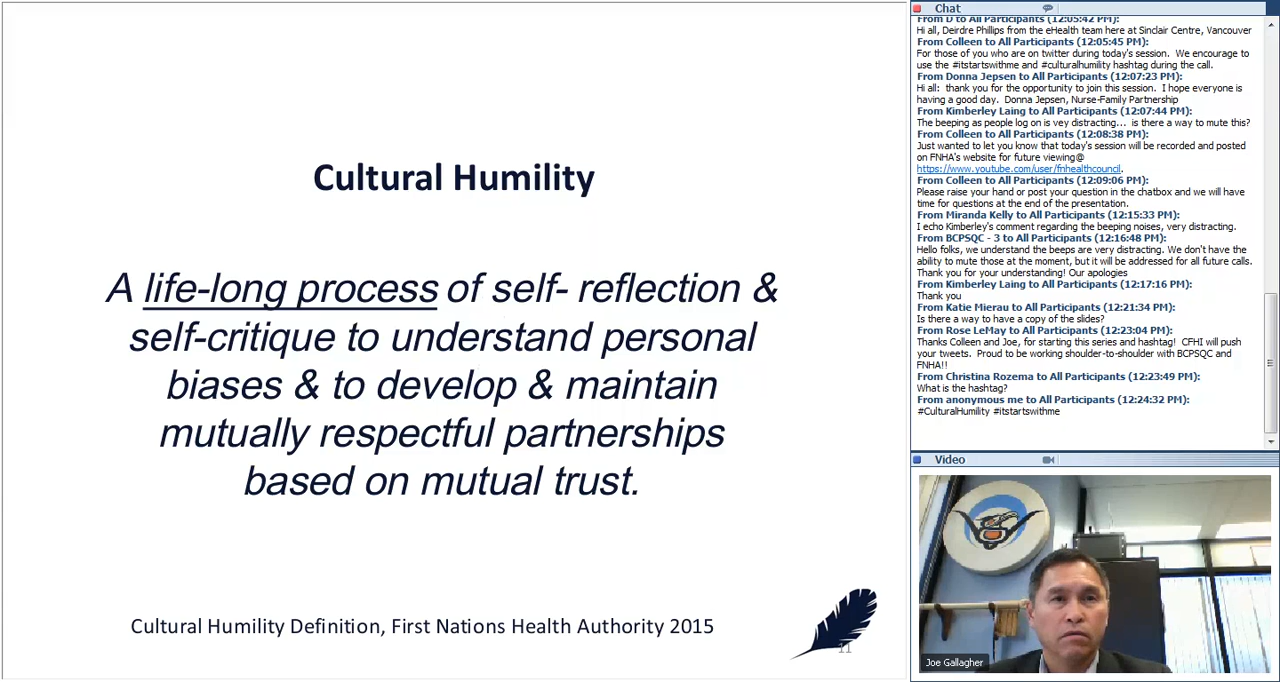 Cultural Humility
A life-long process of self- reflection &
self-critique to understand personal
biases & to develop & maintain
mutually respectful partnerships
based on mutual trust.
Cultural Humility Definition, First Nations Health Authority 2015
11
Chat
From D to All Participants (12:05:42 PM):
Hi all, Deirdre Phillips from the eHealth team here at Sinclair Centre, Vancouver
From Colleen to All Participants (12:05:45 PM):
For those of you who are on twitter during today's session. We encourage to
use the #itstartswithme and #culturalhumility hashtag during the call.
From Donna Jepsen to All Participants (12:07:23 PM):
Hi all: thank you for the opportunity to join this session. I hope everyone is
having a good day. Donna Jepsen, Nurse-Family Partnership
From Kimberley Laing to All Participants (12:07:44 PM):
The beeping as people log on is vey distracting... is there a way to mute this?
From Colleen to All Participants (12:08:38 PM):
Just wanted to let you know that today's session will be recorded and posted
on FNHA's website for future viewing@
https://www.youtube.com/user/fnhealthcouncil.
From Colleen to All Participants (12:09:06 PM):
Please raise your hand or post your question in the chatbox and we will have
time for questions at the end of the presentation.
From Miranda Kelly to All Participants (12:15:33 PM):
I echo Kimberley's comment regarding the beeping noises, very distracting.
From BCPSQC - 3 to All Participants (12:16:48 PM):
Hello folks, we understand the beeps are very distracting. We don't have the
ability to mute those at the moment, but it will be addressed for all future calls.
Thank you for your understanding! Our apologies
From Kimberley Laing to All Participants (12:17:16 PM):
Thank you
From Katie Mierau to All Participants (12:21:34 PM):
Is there a way to have a copy of the slides?
From Rose LeMay to All Participants (12:23:04 PM):
Thanks Colleen and Joe, for starting this series and hashtag! CFHI will push
your tweets. Proud to be working shoulder-to-shoulder with BCPSQC and
FNHA!!
From Christina Rozema to All Participants (12:23:49 PM):
What is the hashtag?
From anonymous me to All Participants (12:24:32 PM):
#CulturalHumility #itstartswithme
Video
Joe Gallagher